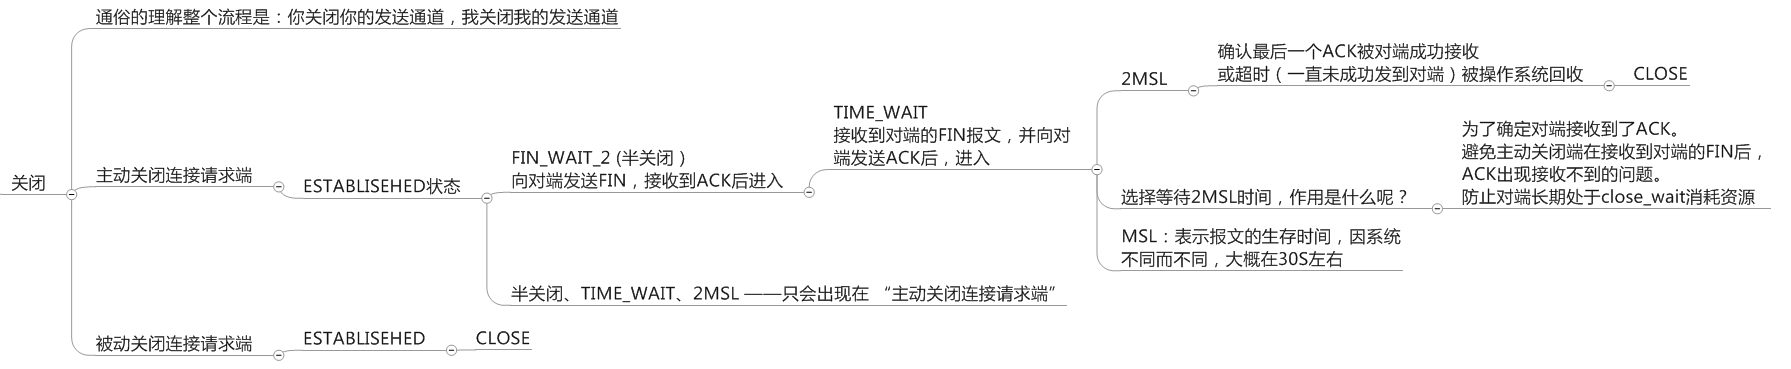 关闭
通俗的理解整个流程是：你关闭你的发送通道，我关闭我的发送通道
主动关闭连接请求端
ESTABLISEHED状态
FIN_WAIT_2 (半关闭 )
向对端发送FIN，接收到ACK后进入
TIME_WAIT
接收到对端的FIN报文，并向对
端发送ACK后，进入
2MSL
确认最后一个ACK被对端成功接收
或超时（一直未成功发到对端）被操作系统回收
CLOSE
选择等待2MSL时间，作用是什么呢？
为了确定对端接收到了ACK。
避免主动关闭端在接收到对端的FIN后，
ACK出现接收不到的问题。
防止对端长期处于close_wait消耗资源
MSL：表示报文的生存时间，因系统
不同而不同，大概在30S左右
半关闭、TIME_WAIT、2MSL ——只会出现在 “主动关闭连接请求端”
被动关闭连接请求端
ESTABLISEHED
CLOSE